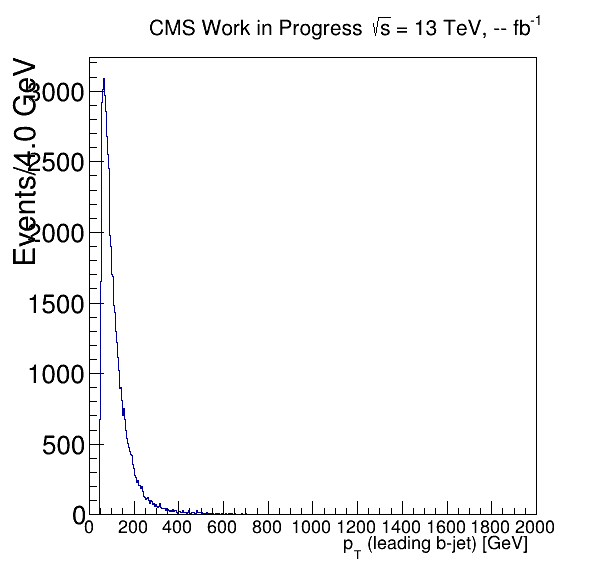 CMS Work in Progress √s = 13 TeV, -- fb-1
Events/4.0 GeV
3000
2500
2000
1500
1000
500
0
0 200 400 600 800 1000 1200 1400 1600 1800 2000
pT (leading b-jet) [GeV]